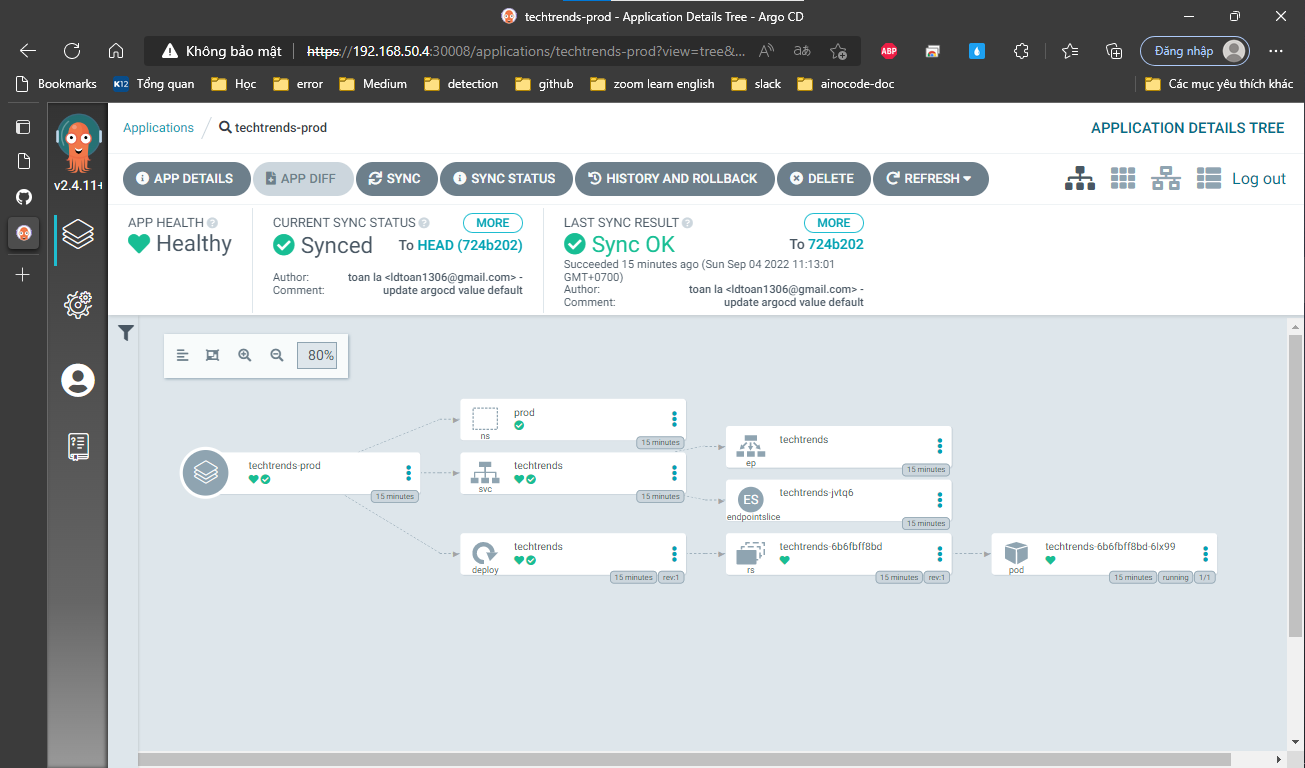 techtrends-prod - Application Details Tree - Argo CD
Không bảo mật
https://192.168.50.4:30008/applications/techtrends-prod?view=tree&...
ABP
Đăng nhập
Bookmarks
K12 Tổng quan
Học
error
Medium
detection
github
zoom learn english
slack
ainocode-doc
Các mục yêu thích khác
v2.4.11+
Applications
techtrends-prod
APPLICATION DETAILS TREE
APP DETAILS
APP DIFF
SYNC
SYNC STATUS
HISTORY AND ROLLBACK
DELETE
REFRESH
Log out
APP HEALTH
Healthy
CURRENT SYNC STATUS
MORE
Synced
To HEAD (724b202)
Author: toan la <ldtoan1306@gmail.com> -
Comment: update argocd value default
LAST SYNC RESULT
MORE
Sync OK
To 724b202
Succeeded 15 minutes ago (Sun Sep 04 2022 11:13:01
GMT+0700)
Author: toan la <ldtoan1306@gmail.com> -
Comment: update argocd value default
80%
techtrends-prod
15 minutes
prod
ns
15 minutes
techtrends
svc
15 minutes
techtrends
deploy
15 minutes
rev:1
techtrends
ep
15 minutes
ES
techtrends-jvtq6
endpointslice
15 minutes
techtrends-6b6fbff8bd
rs
15 minutes
rev:1
techtrends-6b6fbff8bd-6lx99
pod
15 minutes
running
1/1